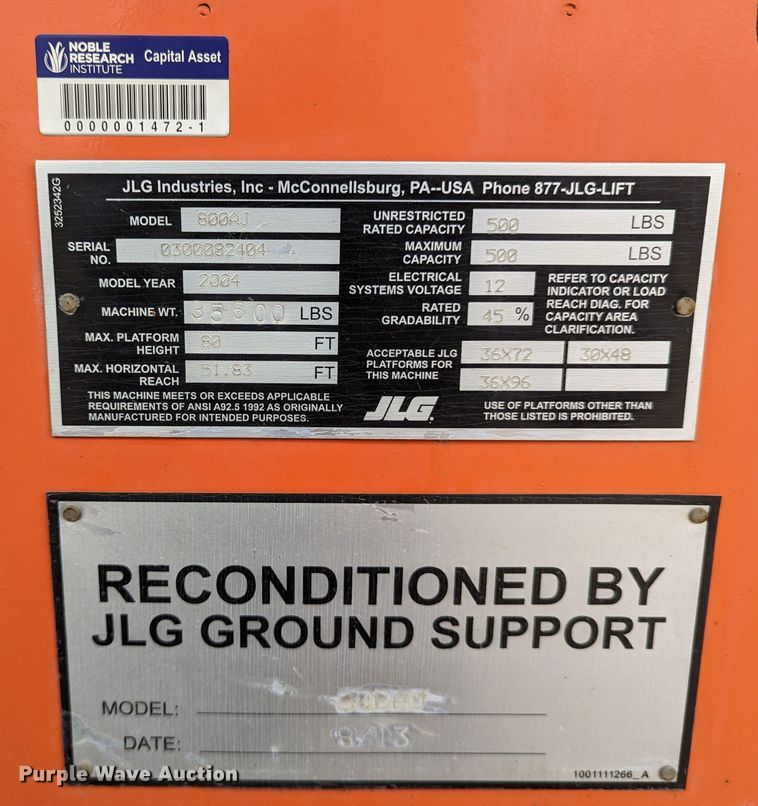 NOBLE
RESEARCH
INSTITUTE
Capital Asset
0000001472-1
3252342G
JLG Industries, Inc - McConnellsburg, PA--USA Phone 877-JLG-LIFT
MODEL 800AJ
SERIAL NO. 0300082404 A
MODEL YEAR 2004
MACHINE WT. 35600 LBS
MAX. PLATFORM HEIGHT 80 FT
MAX. HORIZONTAL REACH 51.83 FT
THIS MACHINE MEETS OR EXCEEDS APPLICABLE
REQUIREMENTS OF ANSI A92.5 1992 AS ORIGINALLY
MANUFACTURED FOR INTENDED PURPOSES.
UNRESTRICTED RATED CAPACITY 500 LBS
MAXIMUM CAPACITY 500 LBS
ELECTRICAL SYSTEMS VOLTAGE 12
RATED GRADABILITY 45 %
REFER TO CAPACITY
INDICATOR OR LOAD
REACH DIAG. FOR
CAPACITY AREA
CLARIFICATION.
ACCEPTABLE JLG
PLATFORMS FOR
THIS MACHINE
36X72 30X48
36X96
JLG
USE OF PLATFORMS OTHER THAN
THOSE LISTED IS PROHIBITED.
RECONDITIONED BY
JLG GROUND SUPPORT
MODEL: 800AJ
DATE: 8/13
1001111266_A
Purple Wave Auction